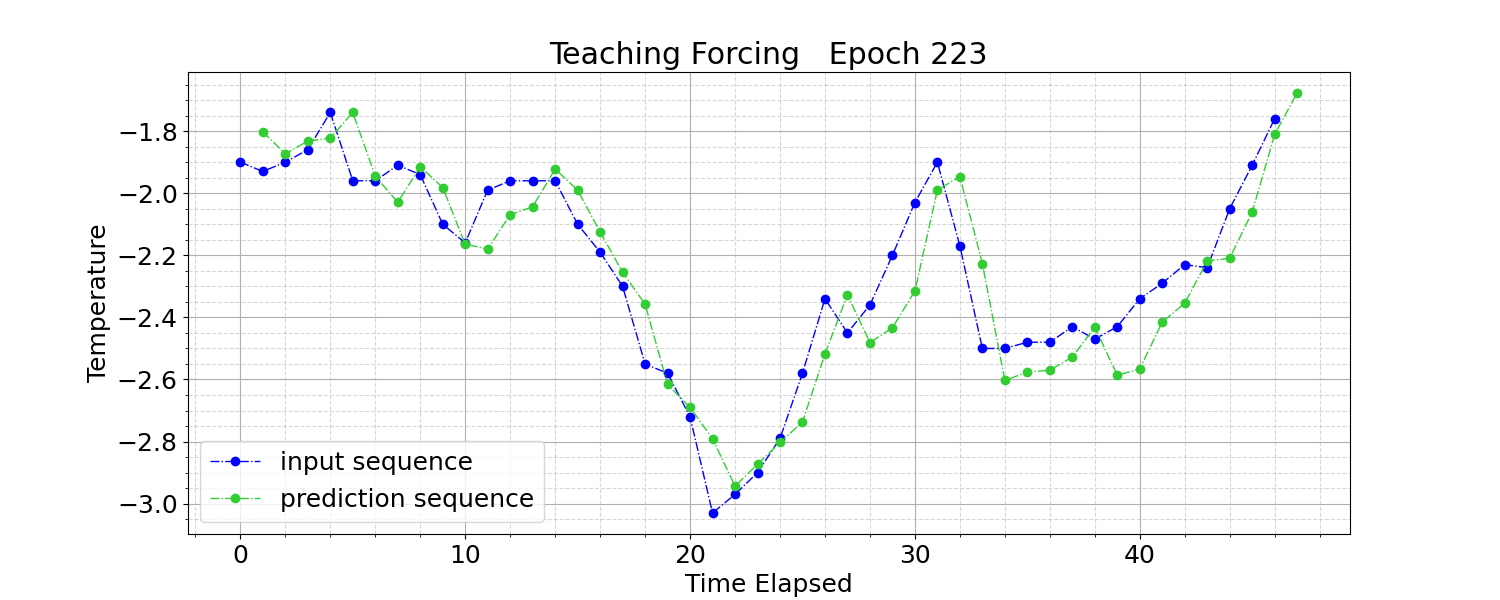 Teaching Forcing   Epoch 223
−1.8
−2.0
−2.2
−2.4
−2.6
−2.8
−3.0
Temperature
input sequence
prediction sequence
0 10 20 30 40
Time Elapsed